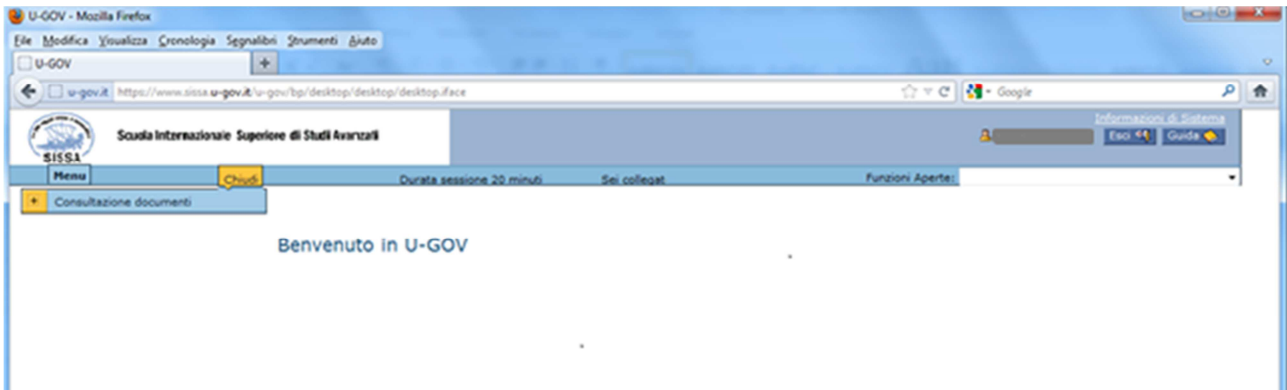 U-GOV - Mozilla Firefox
File Modifica Visualizza Cronologia Segnalibri Strumenti Aiuto
U-GOV
u-gov.it https://www.sissa.u-gov.it/u-gov/bp/desktop/desktop/desktop.iface Google
Informazioni di Sistema
Scuola Internazionale Superiore di Studi Avanzati
Esci Guida
SISSA
Menu Chiudi Durata sessione 20 minuti Sei collegat Funzioni Aperte:
+ Consultazione documenti
Benvenuto in U-GOV